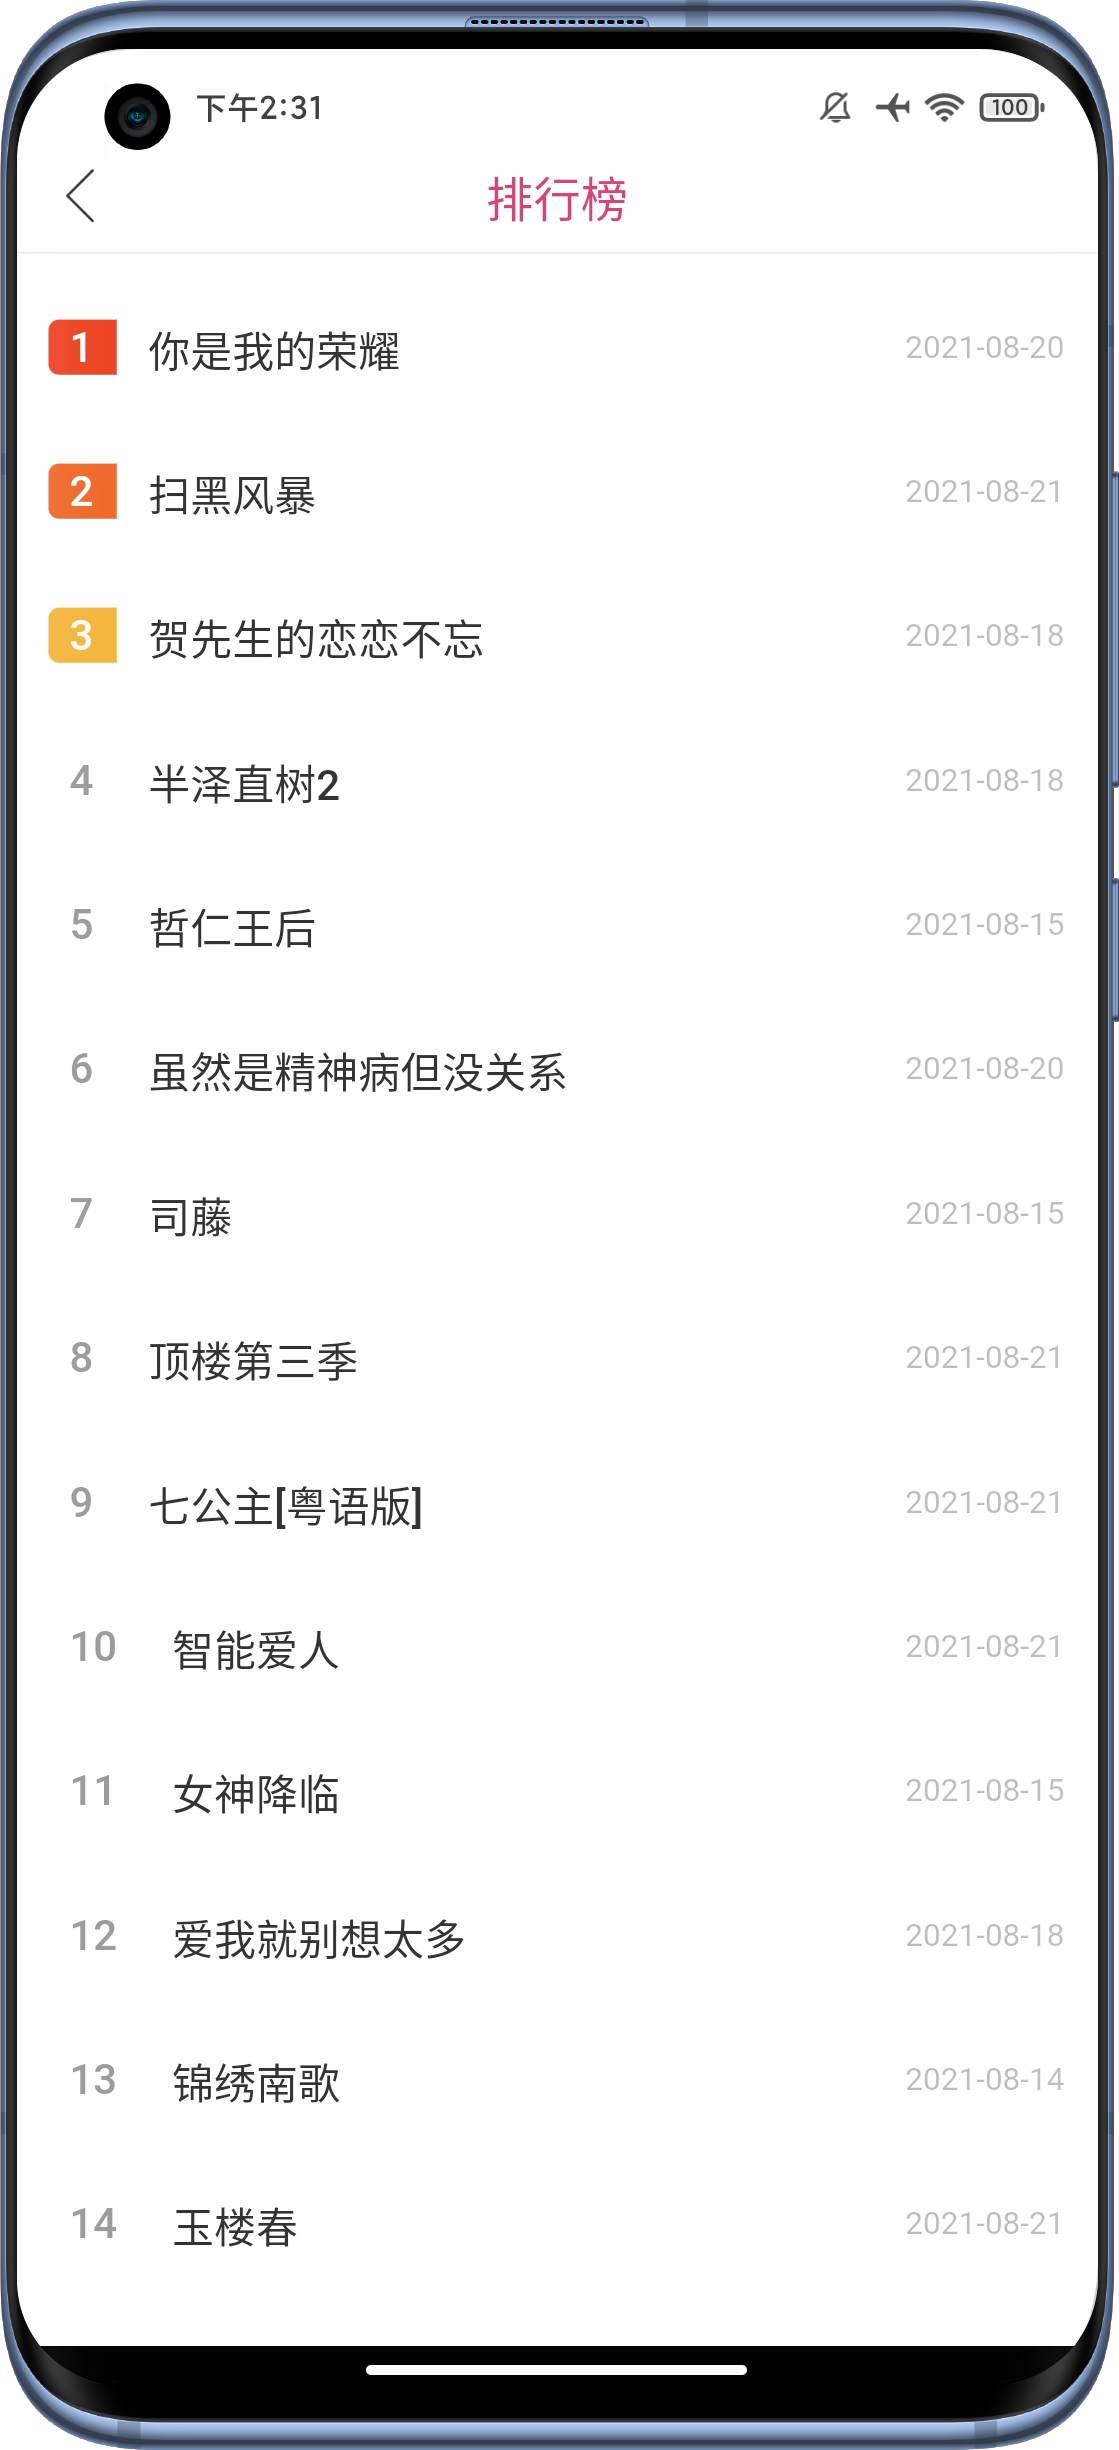 下午2:31
100
排行榜
1 你是我的荣耀 2021-08-20
2 扫黑风暴 2021-08-21
3 贺先生的恋恋不忘 2021-08-18
4 半泽直树2 2021-08-18
5 哲仁王后 2021-08-15
6 虽然是精神病但没关系 2021-08-20
7 司藤 2021-08-15
8 顶楼第三季 2021-08-21
9 七公主[粤语版] 2021-08-21
10 智能爱人 2021-08-21
11 女神降临 2021-08-15
12 爱我就别想太多 2021-08-18
13 锦绣南歌 2021-08-14
14 玉楼春 2021-08-21